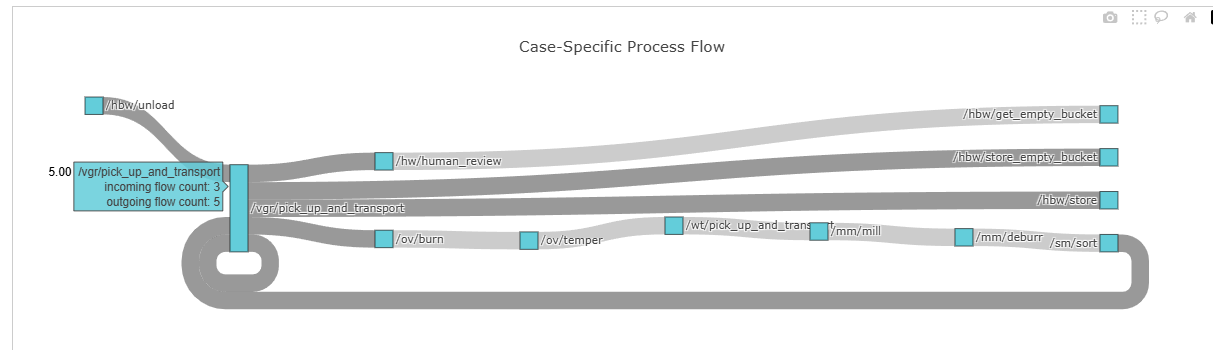 Case-Specific Process Flow
/hbw/unload
/hbw/get_empty_bucket
/hw/human_review
/hbw/store_empty_bucket
5.00
/vgr/pick_up_and_transport
incoming flow count: 3
outgoing flow count: 5
/vgr/pick_up_and_transport
/hbw/store
/ov/burn
/ov/temper
/wt/pick_up_and_transport
/mm/mill
/mm/deburr
/sm/sort